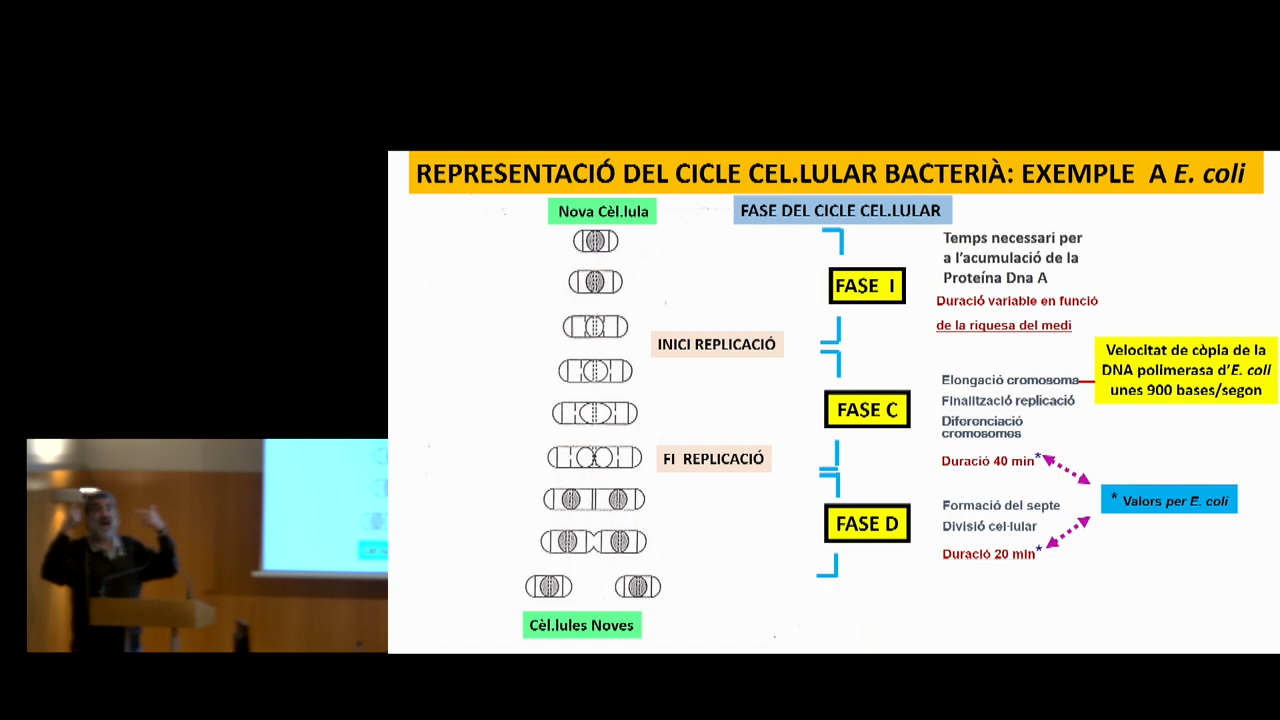 REPRESENTACIÓ DEL CICLE CEL.LULAR BACTERIÀ: EXEMPLE A E. coli
Nova Cèl.lula
FASE DEL CICLE CEL.LULAR
FASE I
Temps necessari per
a l'acumulació de la
Proteína Dna A
Duració variable en funció
de la riquesa del medi
INICI REPLICACIÓ
FASE C
Elongació cromosoma
Finalització replicació
Diferenciació
cromosomes
Duració 40 min*
Velocitat de còpia de la
DNA polimerasa d'E. coli
unes 900 bases/segon
FI REPLICACIÓ
* Valors per E. coli
FASE D
Formació del septe
Divisió cel·lular
Duració 20 min*
Cèl.lules Noves